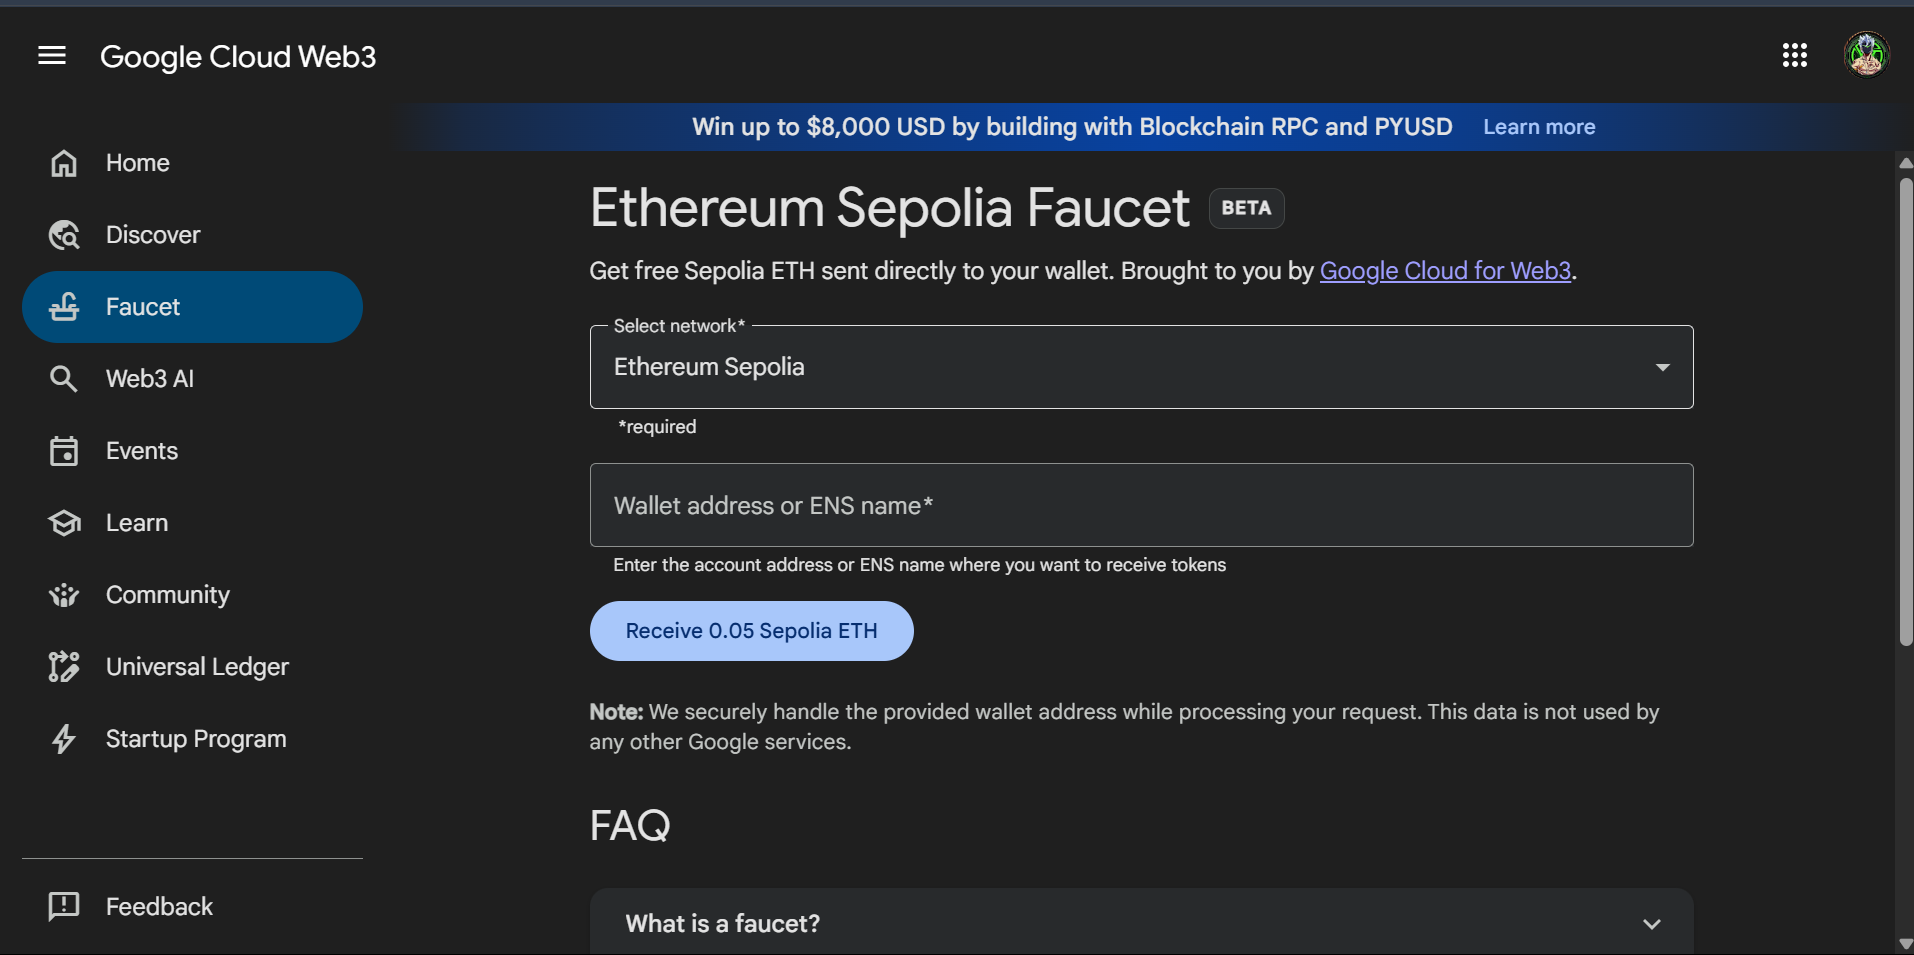 Google Cloud Web3
Win up to $8,000 USD by building with Blockchain RPC and PYUSD Learn more
Home
Discover
Faucet
Web3 AI
Events
Learn
Community
Universal Ledger
Startup Program
Feedback
Ethereum Sepolia Faucet BETA
Get free Sepolia ETH sent directly to your wallet. Brought to you by Google Cloud for Web3.
Select network*
Ethereum Sepolia
*required
Wallet address or ENS name*
Enter the account address or ENS name where you want to receive tokens
Receive 0.05 Sepolia ETH
Note: We securely handle the provided wallet address while processing your request. This data is not used by
any other Google services.
FAQ
What is a faucet?